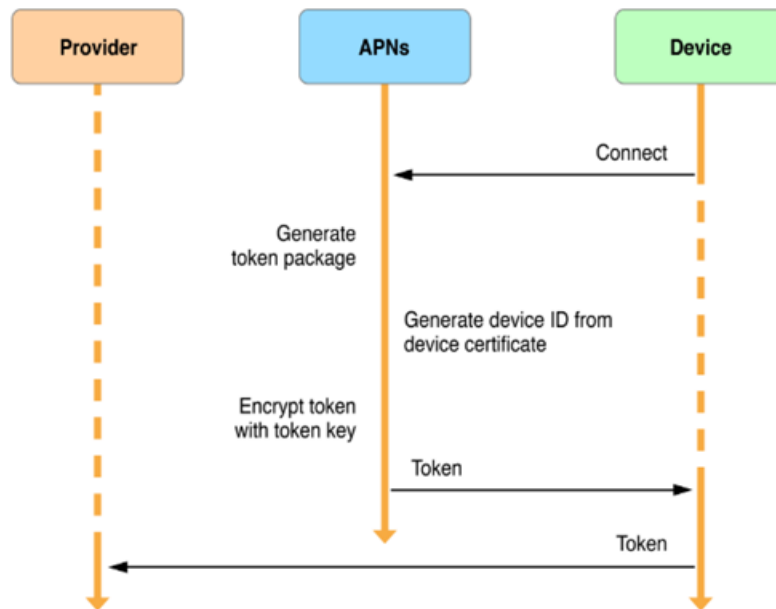 Provider
APNs
Device
Connect
Generate
token package
Generate device ID from
device certificate
Encrypt token
with token key
Token
Token